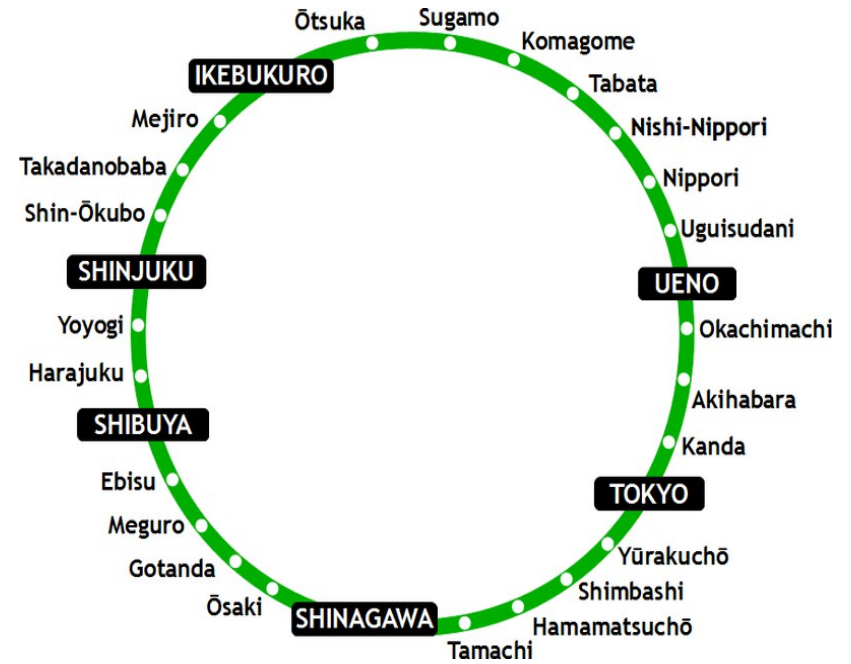 Ōtsuka
Sugamo
Komagome
Tabata
Nishi-Nippori
Nippori
Uguisudani
UENO
Okachimachi
Akihabara
Kanda
TOKYO
Yūrakuchō
Shimbashi
Hamamatsuchō
Tamachi
SHINAGAWA
Ōsaki
Gotanda
Meguro
Ebisu
SHIBUYA
Harajuku
Yoyogi
SHINJUKU
Shin-Ōkubo
Takadanobaba
Mejiro
IKEBUKURO